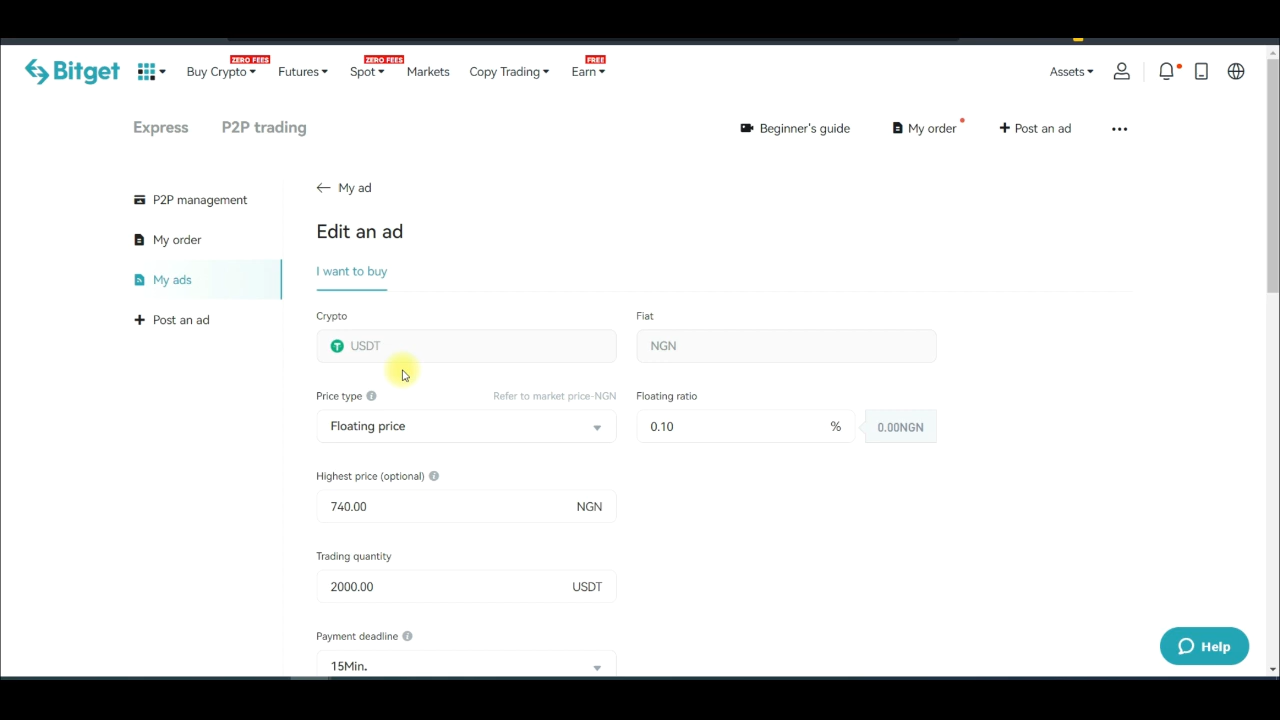 ZERO FEES ZERO FEES FREE
Bitget Buy Crypto Futures Spot Markets Copy Trading Earn Assets
Express P2P trading Beginner's guide My order + Post an ad •••
P2P management
My order
My ads
+ Post an ad
← My ad
Edit an ad
I want to buy
Crypto Fiat
USDT NGN
Price type Refer to market price-NGN Floating ratio
Floating price 0.10 % 0.00NGN
Highest price (optional)
740.00 NGN
Trading quantity
2000.00 USDT
Payment deadline
15Min.
Help